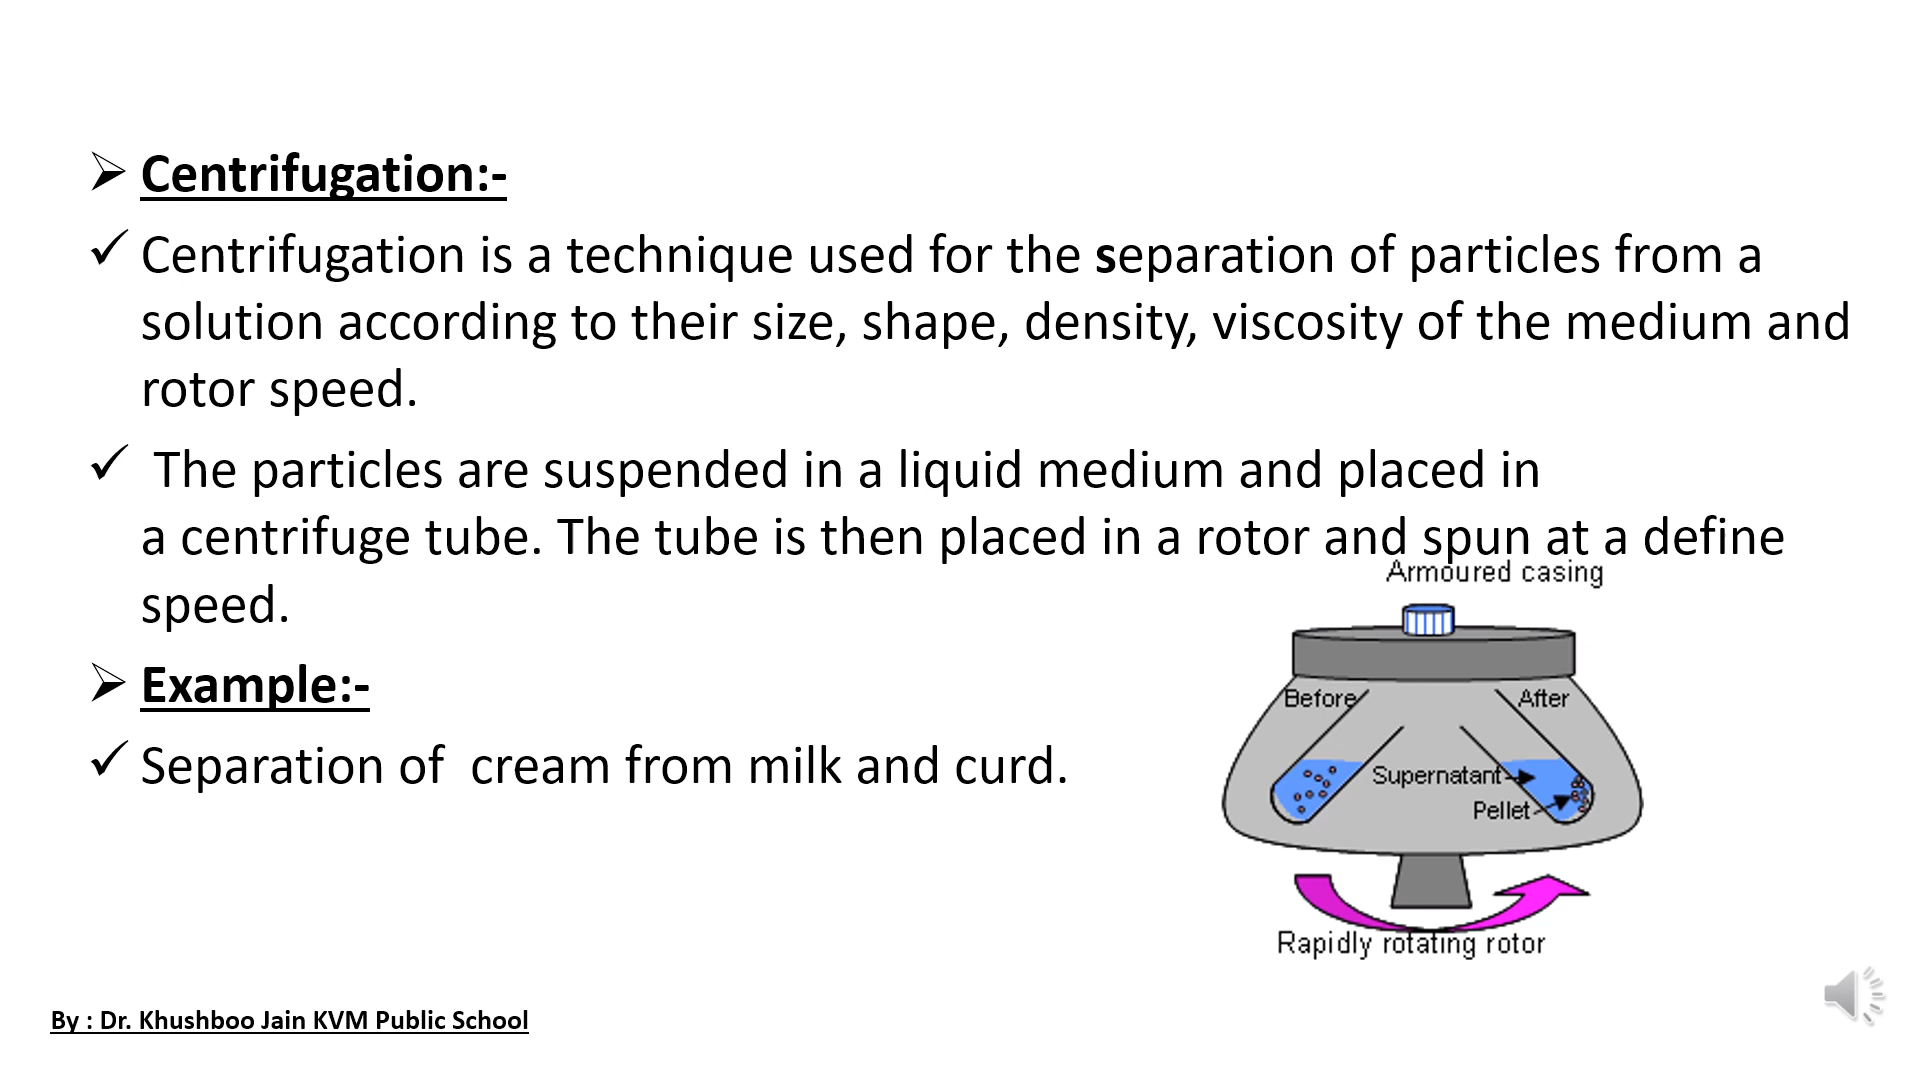 Centrifugation:-
Centrifugation is a technique used for the separation of particles from a
solution according to their size, shape, density, viscosity of the medium and
rotor speed.
The particles are suspended in a liquid medium and placed in
a centrifuge tube. The tube is then placed in a rotor and spun at a define
speed.
Example:-
Separation of  cream from milk and curd.
Armoured casing
Before
After
Supernatant
Pellet
Rapidly rotating rotor
By : Dr. Khushboo Jain KVM Public School